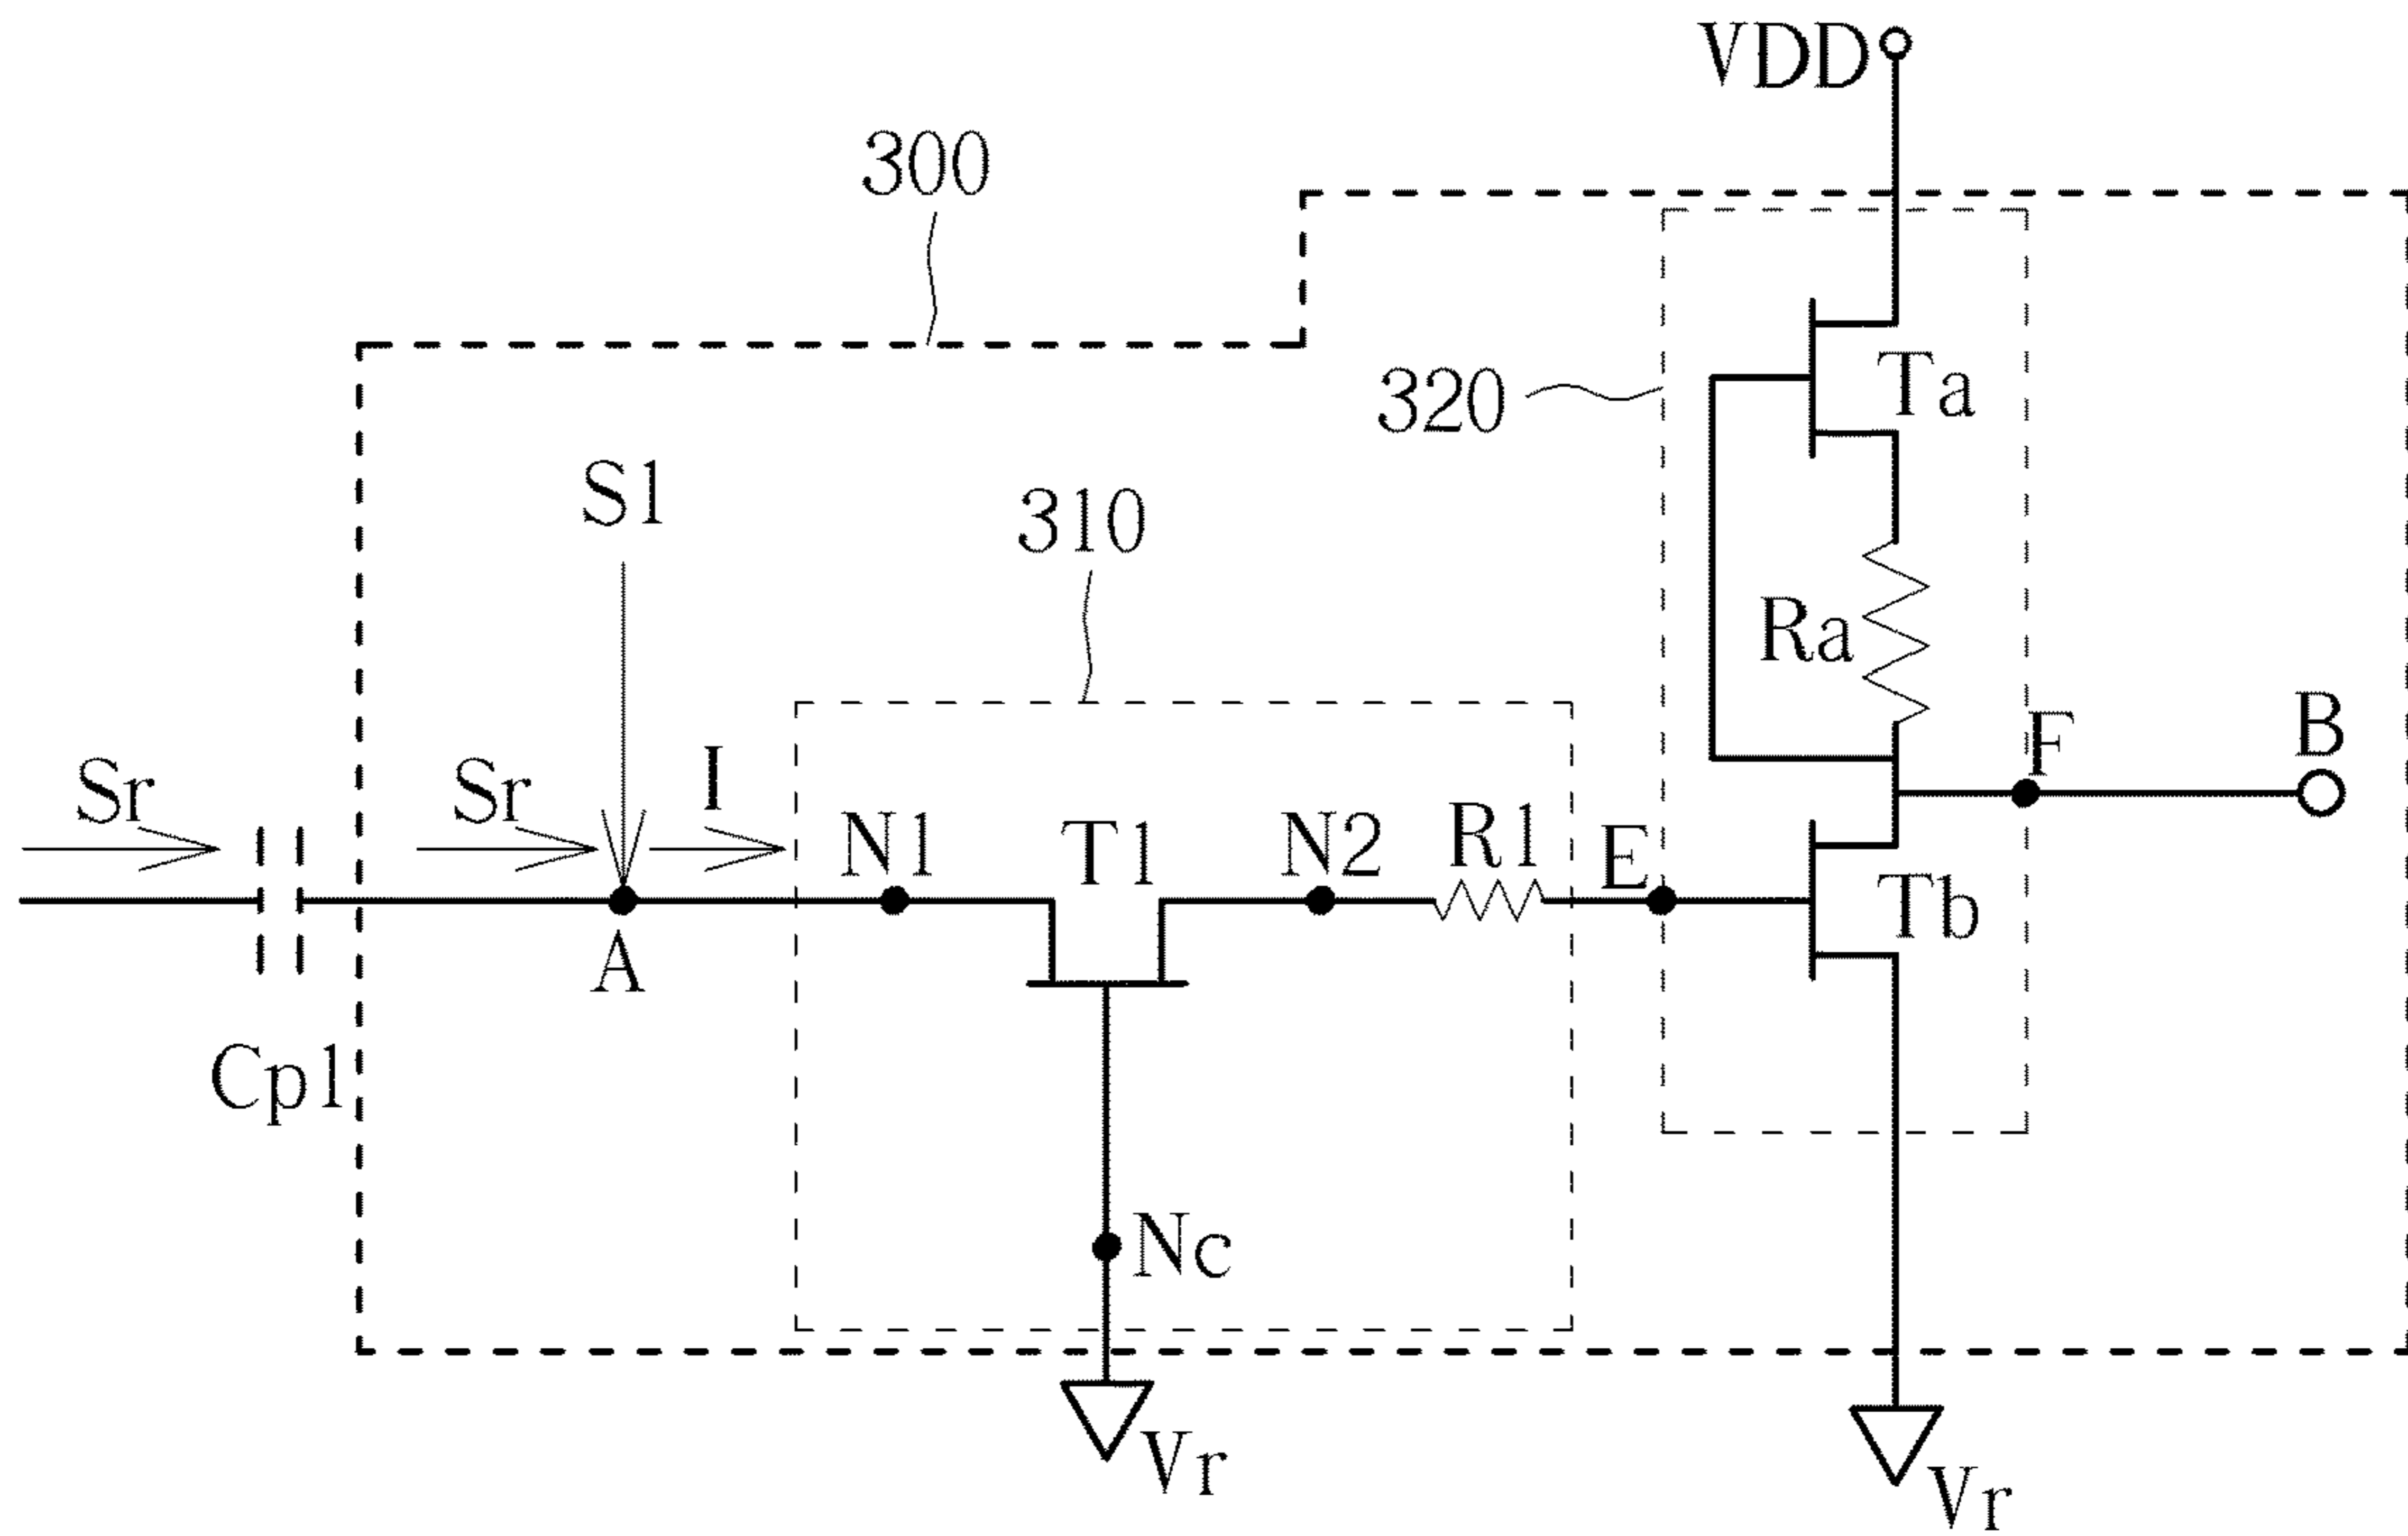 VDD
300
320
Ta
S1
310
Ra
F
B
Sr
Sr
I
N1
T1
N2
R1
E
Tb
A
Cp1
Nc
Vr
Vr